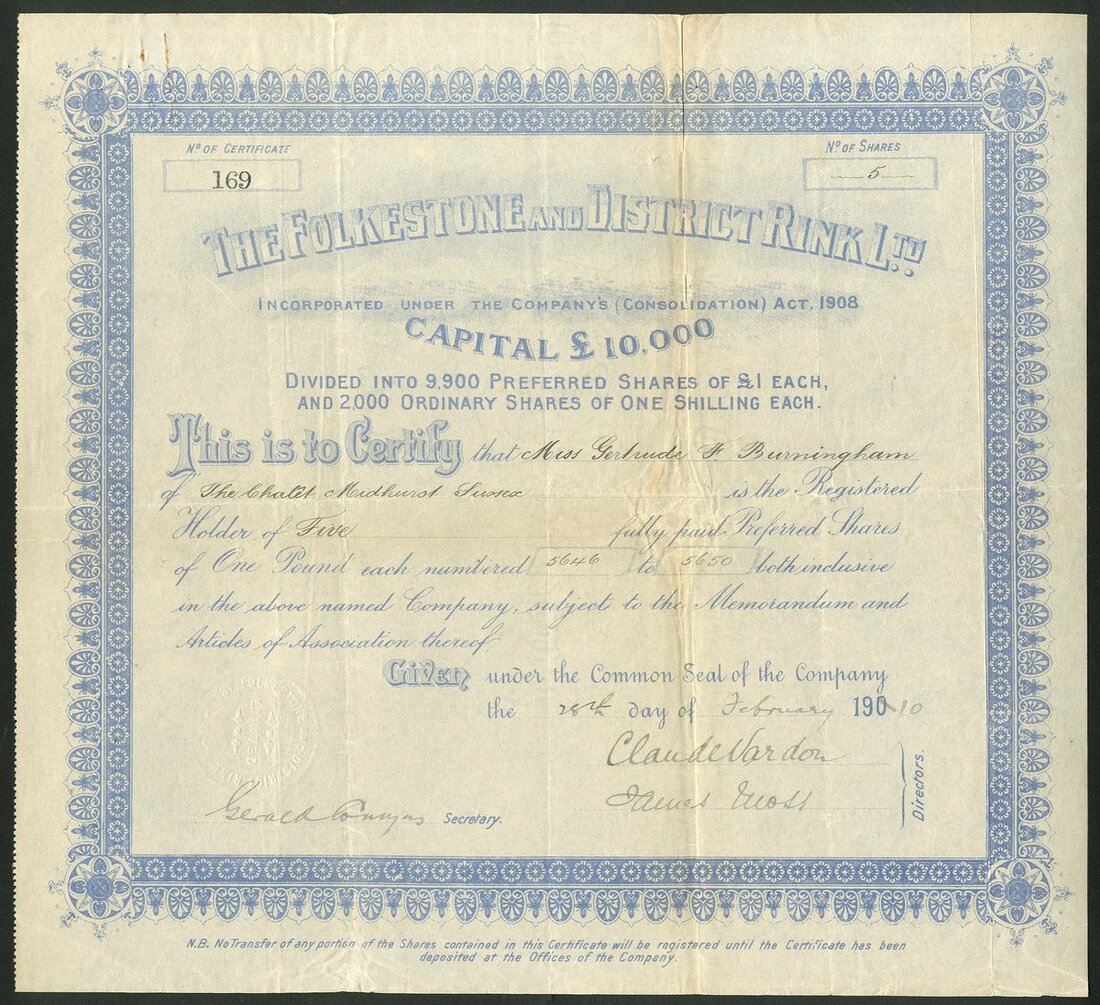 Nº OF CERTIFICATE
169
Nº OF SHARES
5
THE FOLKESTONE AND DISTRICT RINK LTD.
INCORPORATED UNDER THE COMPANY'S (CONSOLIDATION) ACT, 1908
CAPITAL £10,000
DIVIDED INTO 9,900 PREFERRED SHARES OF £1 EACH,
AND 2,000 ORDINARY SHARES OF ONE SHILLING EACH.
This is to Certify that Miss Gertrude F. Burningham
of The Chalet Midhurst Sussex is the Registered
Holder of Five fully paid Preferred Shares
of One Pound each numbered 5646 to 5650 both inclusive
in the above named Company, subject to the Memorandum and
Articles of Association thereof.
Given under the Common Seal of the Company
the 28th day of February 190 10
Claude Vardon
James Moss
Directors.
Gerald Secretary.
N.B. No Transfer of any portion of the Shares contained in this Certificate will be registered until the Certificate has been
deposited at the Offices of the Company.